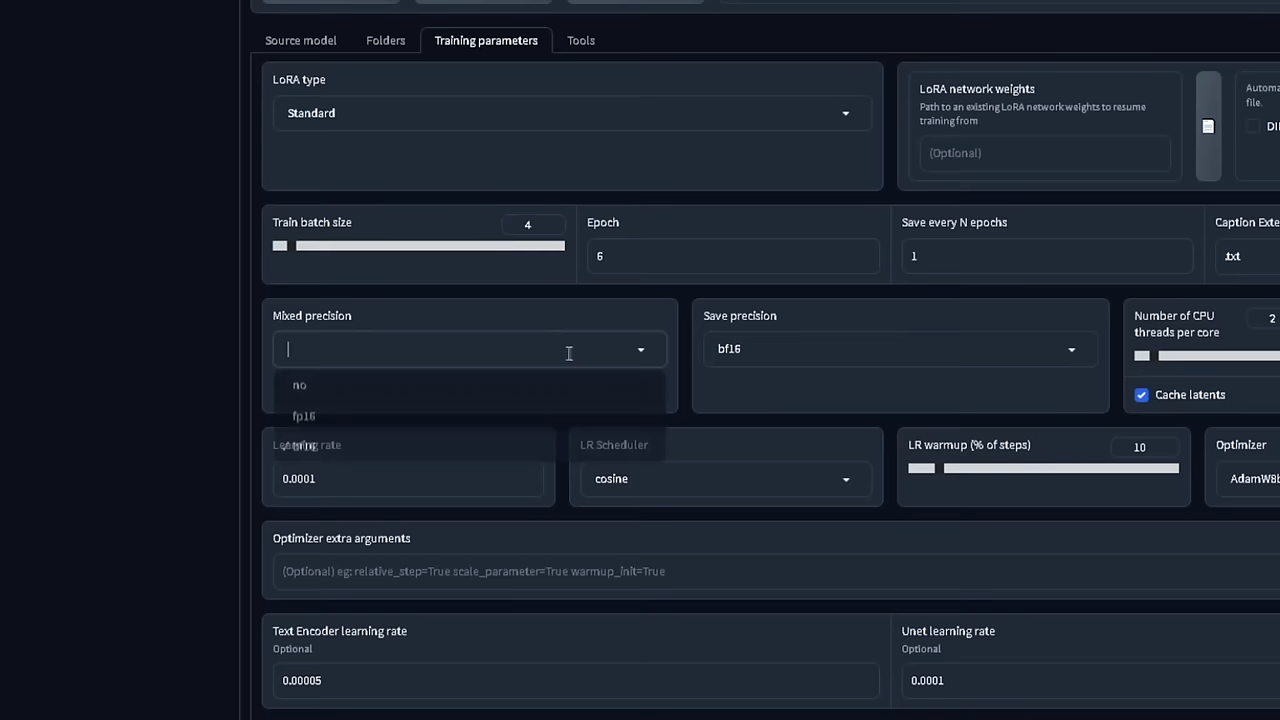 Source model
Folders
Training parameters
Tools
LoRA type
Standard
LoRA network weights
Path to an existing LoRA network weights to resume
training from
(Optional)
file.
Train batch size
4
Epoch
6
Save every N epochs
1
.txt
Mixed precision
no
fp16
Save precision
bf16
Number of CPU
threads per core
2
Cache latents
Learning rate
0.0001
LR Scheduler
cosine
LR warmup (% of steps)
10
Optimizer
Optimizer extra arguments
(Optional) eg: relative_step=True scale_parameter=True warmup_init=True
Text Encoder learning rate
Optional
0.00005
Unet learning rate
Optional
0.0001